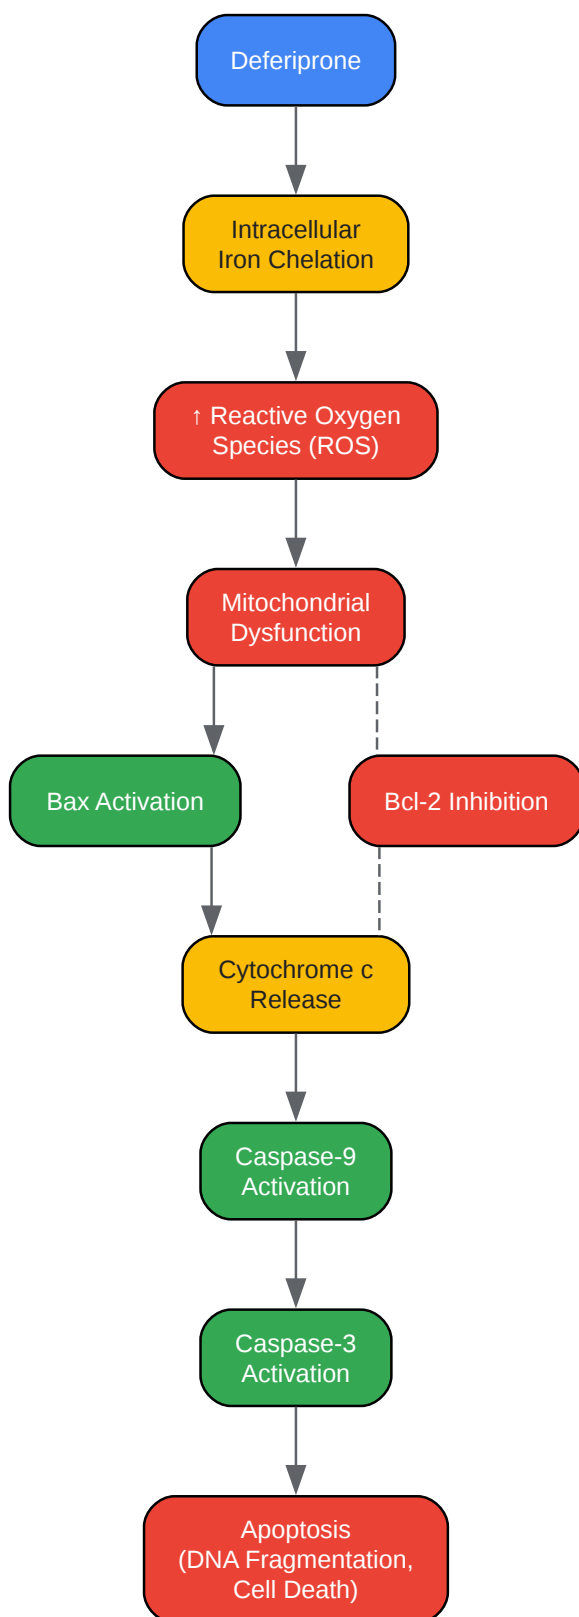 Deferiprone
Intracellular
Iron Chelation
↑ Reactive Oxygen
Species (ROS)
Mitochondrial
Dysfunction
Bax Activation
Bcl-2 Inhibition
Cytochrome c
Release
Caspase-9
Activation
Caspase-3
Activation
Apoptosis
(DNA Fragmentation,
Cell Death)